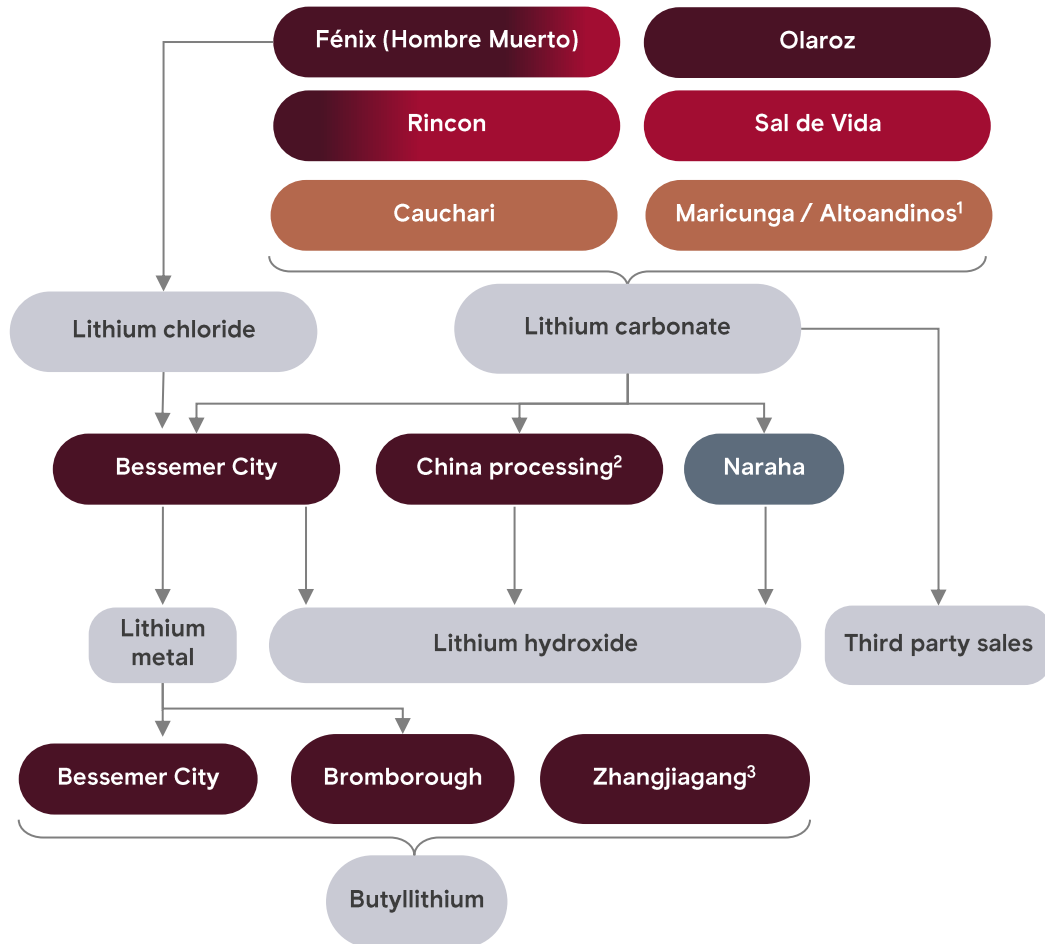 Fénix (Hombre Muerto)
Olaroz
Rincon
Sal de Vida
Cauchari
Maricunga / Altoandinos¹
Lithium chloride
Lithium carbonate
Bessemer City
China processing²
Naraha
Lithium
metal
Lithium hydroxide
Third party sales
Bessemer City
Bromborough
Zhangjiagang³
Butyllithium